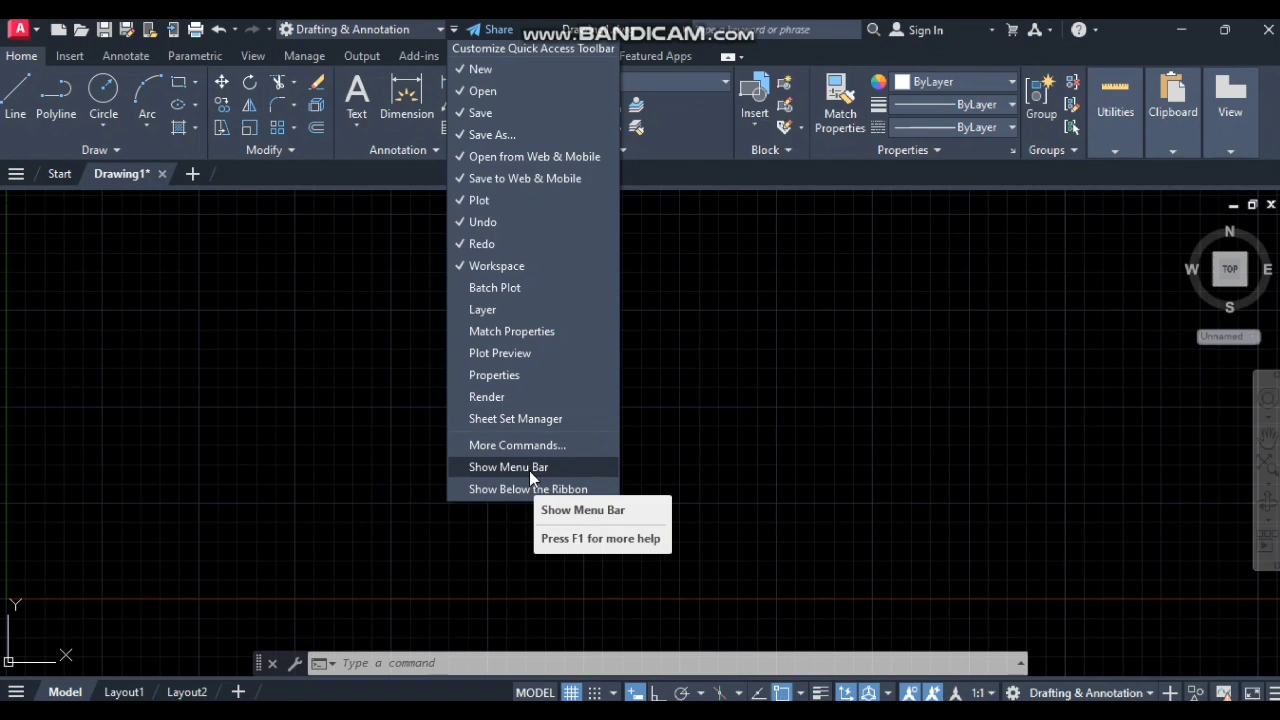 A Drafting & Annotation Share www.BANDICAM.com or phrase Sign In
Home Insert Annotate Parametric View Manage Output Add-ins Featured Apps
Customize Quick Access Toolbar
New
Open
Save
Save As...
Open from Web & Mobile
Save to Web & Mobile
Plot
Undo
Redo
Workspace
Batch Plot
Layer
Match Properties
Plot Preview
Properties
Render
Sheet Set Manager
More Commands...
Show Menu Bar
Show Below the Ribbon
Show Menu Bar
Press F1 for more help
Line Polyline Circle Arc
Draw
Modify
Text Dimension
Annotation
Insert
Block
Match
Properties
ByLayer
ByLayer
ByLayer
Properties
Group
Groups
Utilities
Clipboard
View
Start Drawing1*
N
W TOP E
S
Unnamed
Y
X
Type a command
Model Layout1 Layout2
MODEL 1:1 Drafting & Annotation